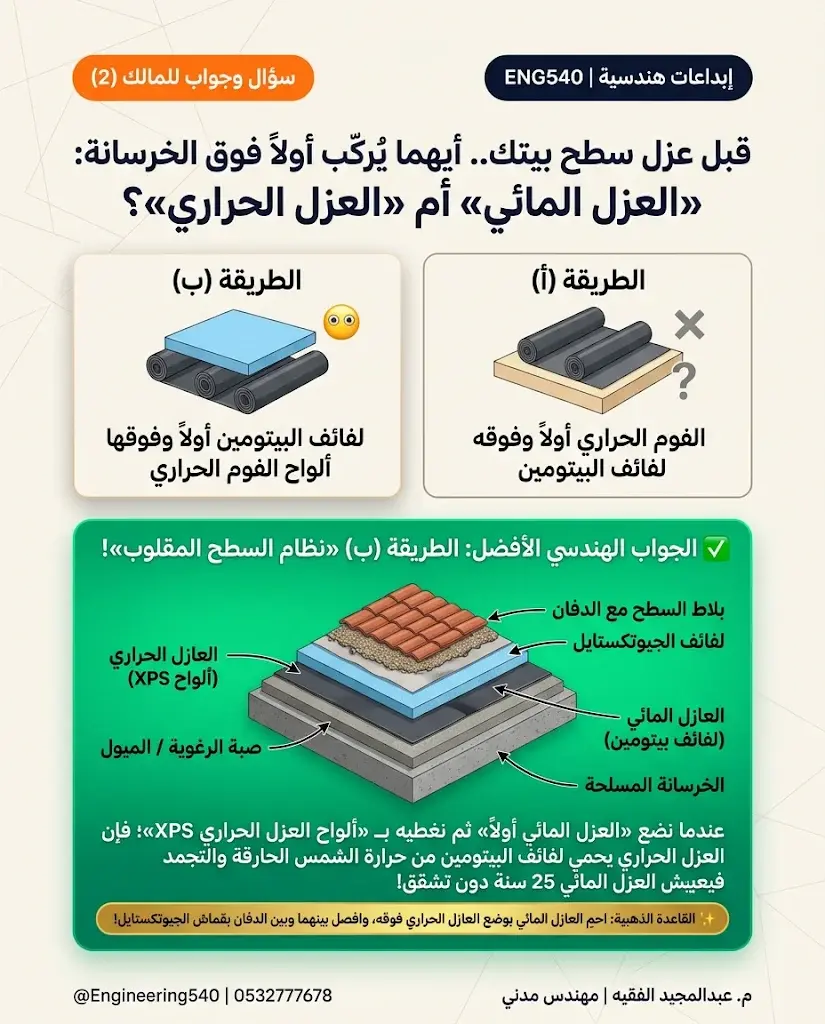 إبداعات هندسية | ENG540
سؤال وجواب للمالك (2)
قبل عزل سطح بيتك.. أيهما يُركّب أولاً فوق الخرسانة:
«العزل المائي» أم «العزل الحراري»؟
الطريقة (أ)
?
الفوم الحراري أولاً وفوقه
لفائف البيتومين
الطريقة (ب)
لفائف البيتومين أولاً وفوقها
ألواح الفوم الحراري
الجواب الهندسي الأفضل: الطريقة (ب) «نظام السطح المقلوب»!
بلاط السطح مع الدفان
لفائف الجيوتكستايل
العازل الحراري
(ألواح XPS)
العازل المائي
(لفائف بيتومين)
صبة الرغوية / الميول
الخرسانة المسلحة
عندما نضع «العزل المائي أولاً» ثم نغطيه بـ «ألواح العزل الحراري XPS»؛ فإن
العزل الحراري يحمي لفائف البيتومين من حرارة الشمس الحارقة والتجمد
فيعيش العزل المائي 25 سنة دون تشقق!
القاعدة الذهبية: احمِ العازل المائي بوضع العازل الحراري فوقه، وافصل بينهما وبين الدفان بقماش الجيوتكستايل!
م. عبدالمجيد الفقيه | مهندس مدني
@Engineering540 | 0532777678